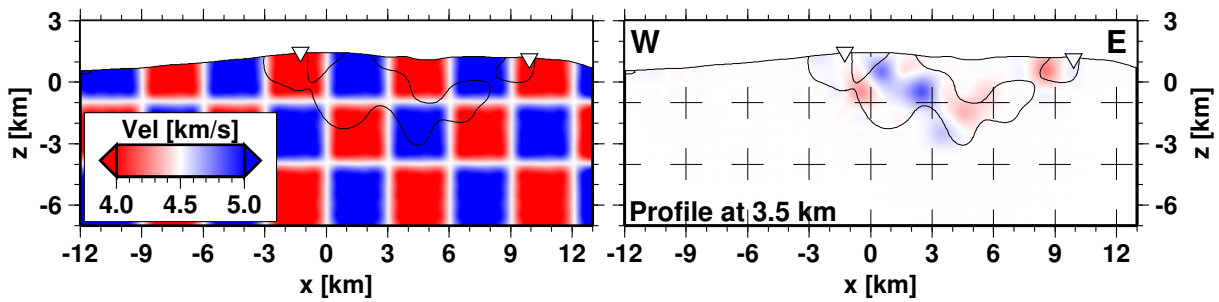 3
0
-3
-6
z [km]
Vel [km/s]
4.0 4.5 5.0
-12 -9 -6 -3 0 3 6 9 12
x [km]
W E
Profile at 3.5 km
-12 -9 -6 -3 0 3 6 9 12
x [km]
3
0
-3
-6
z [km]